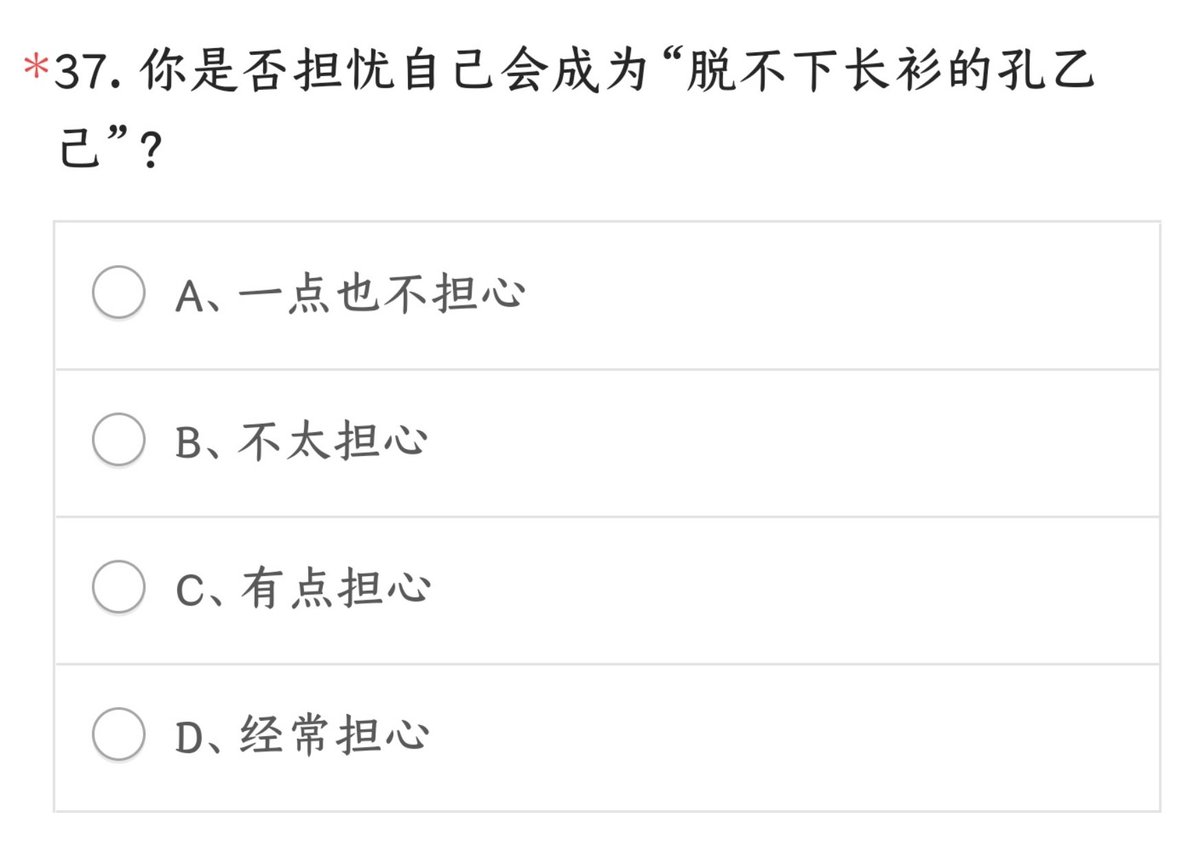 *37. 你是否担忧自己会成为“脱不下长衫的孔乙
己”?
A、一点也不担心
B、不太担心
C、有点担心
D、经常担心